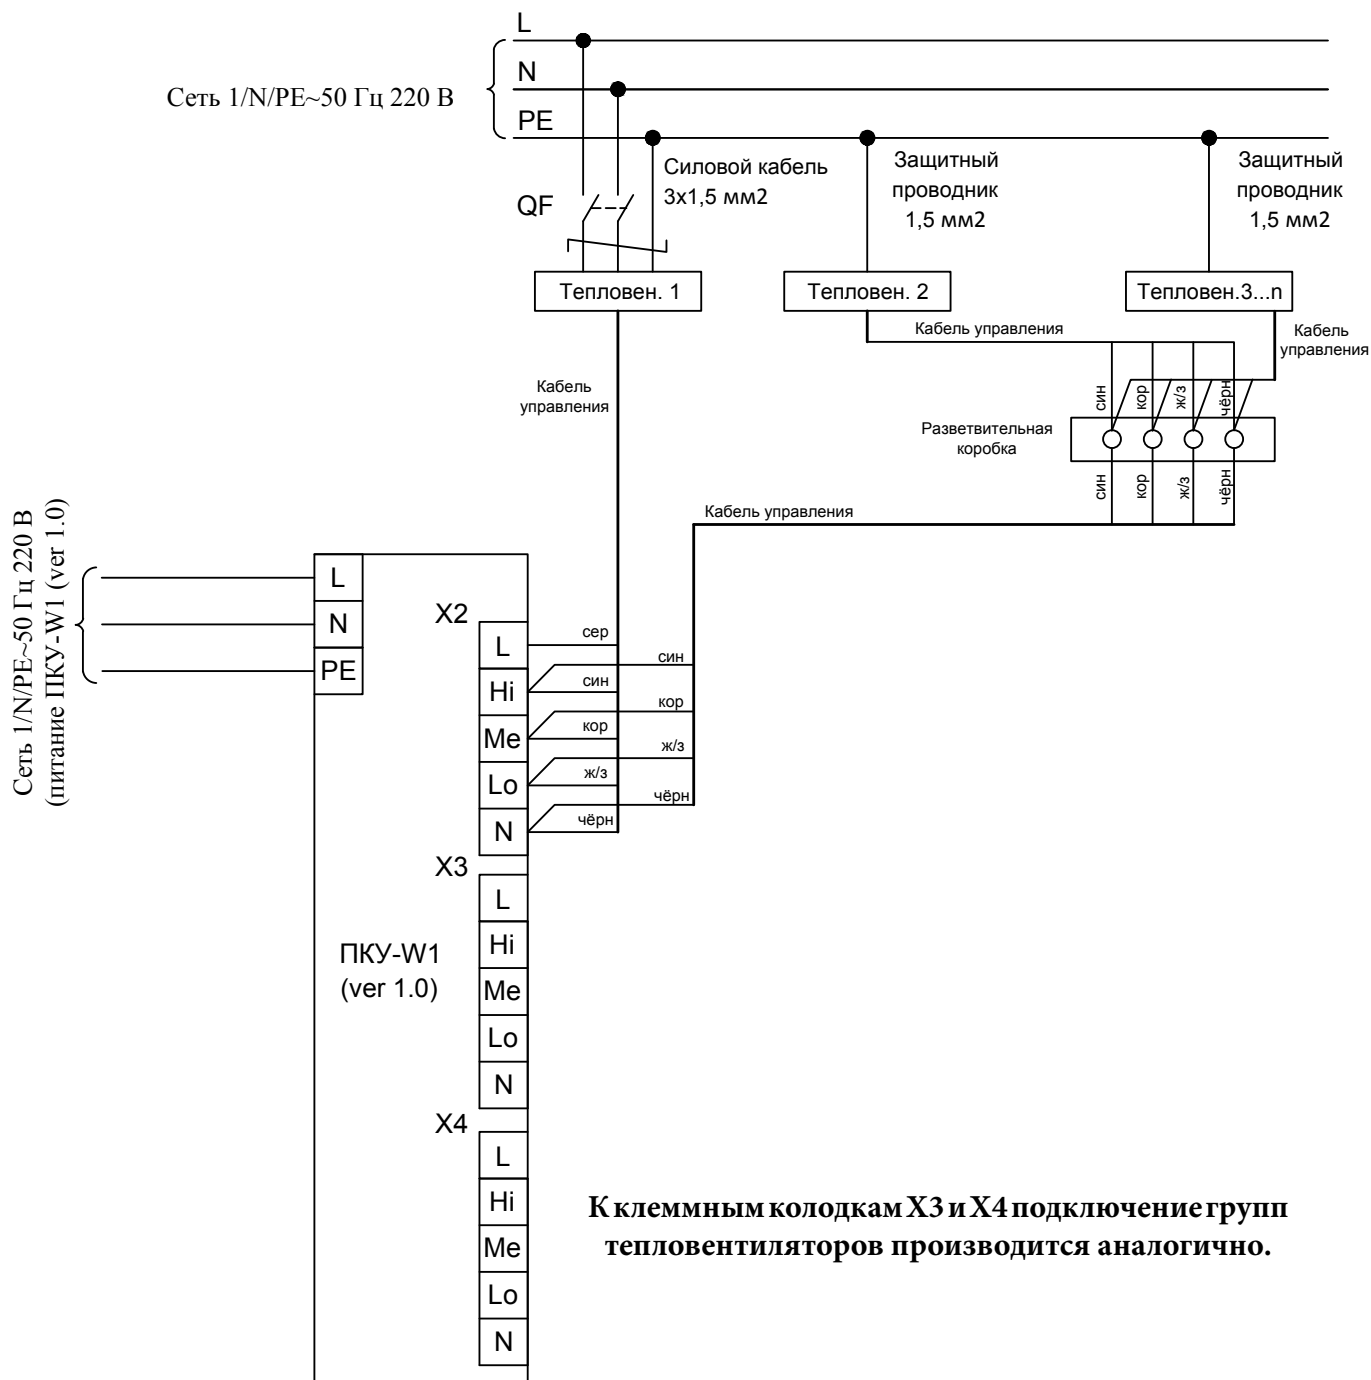 L
N
Сеть 1/N/PE~50 Гц 220 В
PE
Силовой кабель
3х1,5 мм2
Защитный
проводник
1,5 мм2
Защитный
проводник
1,5 мм2
QF
Тепловен. 1
Тепловен. 2
Тепловен.3...n
Кабель управления
Кабель
управления
Кабель
управления
син
кор
ж/з
чёрн
Разветвительная
коробка
син
кор
ж/з
чёрн
Кабель управления
Сеть 1/N/PE~50 Гц 220 В
(питание ПКУ-W1 (ver 1.0)
L
N
PE
X2
L
Hi
Me
Lo
N
сер
син
син
кор
кор
ж/з
ж/з
чёрн
чёрн
X3
L
Hi
Me
Lo
N
ПКУ-W1
(ver 1.0)
X4
L
Hi
Me
Lo
N
К клеммным колодкам X3 и X4 подключение групп
тепловентиляторов производится аналогично.